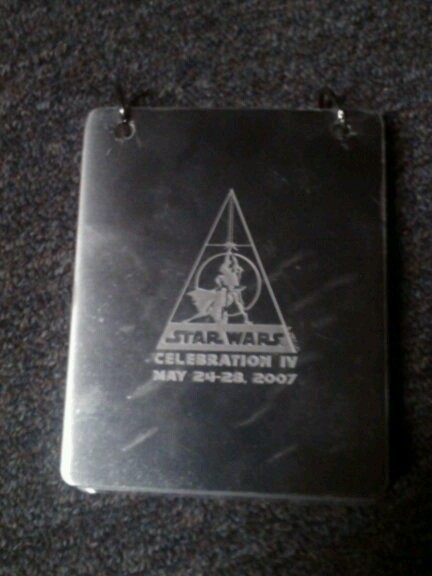 STAR WARS
CELEBRATION IV
MAY 24-28, 2007